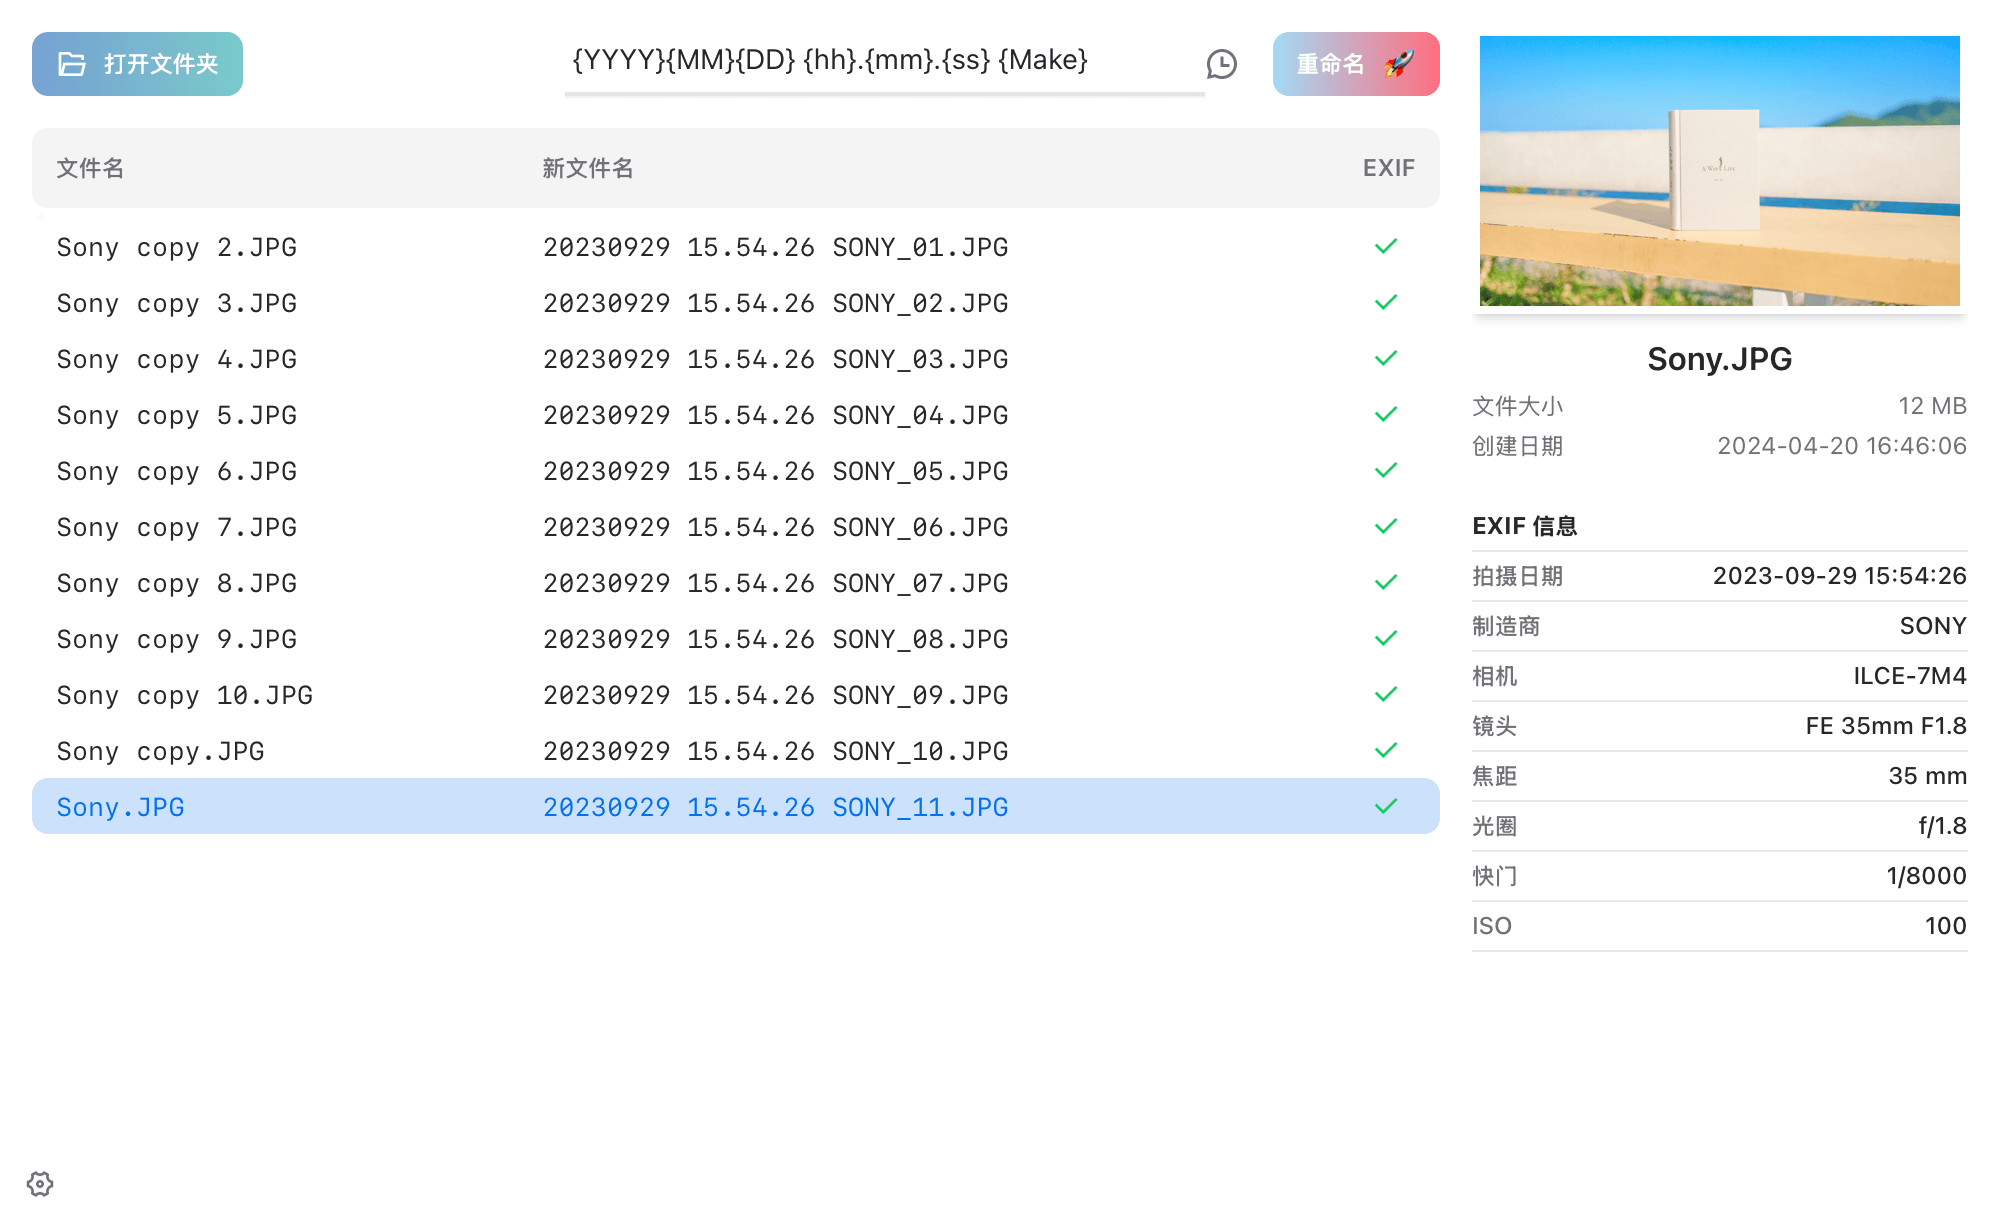 打开文件夹
{YYYY}{MM}{DD} {hh}.{mm}.{ss} {Make}
重命名
文件名 新文件名 EXIF
Sony copy 2.JPG 20230929 15.54.26 SONY_01.JPG
Sony copy 3.JPG 20230929 15.54.26 SONY_02.JPG
Sony copy 4.JPG 20230929 15.54.26 SONY_03.JPG
Sony copy 5.JPG 20230929 15.54.26 SONY_04.JPG
Sony copy 6.JPG 20230929 15.54.26 SONY_05.JPG
Sony copy 7.JPG 20230929 15.54.26 SONY_06.JPG
Sony copy 8.JPG 20230929 15.54.26 SONY_07.JPG
Sony copy 9.JPG 20230929 15.54.26 SONY_08.JPG
Sony copy 10.JPG 20230929 15.54.26 SONY_09.JPG
Sony copy.JPG 20230929 15.54.26 SONY_10.JPG
Sony.JPG 20230929 15.54.26 SONY_11.JPG
A WAVE LIFE
Sony.JPG
文件大小 12 MB
创建日期 2024-04-20 16:46:06
EXIF 信息
拍摄日期 2023-09-29 15:54:26
制造商 SONY
相机 ILCE-7M4
镜头 FE 35mm F1.8
焦距 35 mm
光圈 f/1.8
快门 1/8000
ISO 100